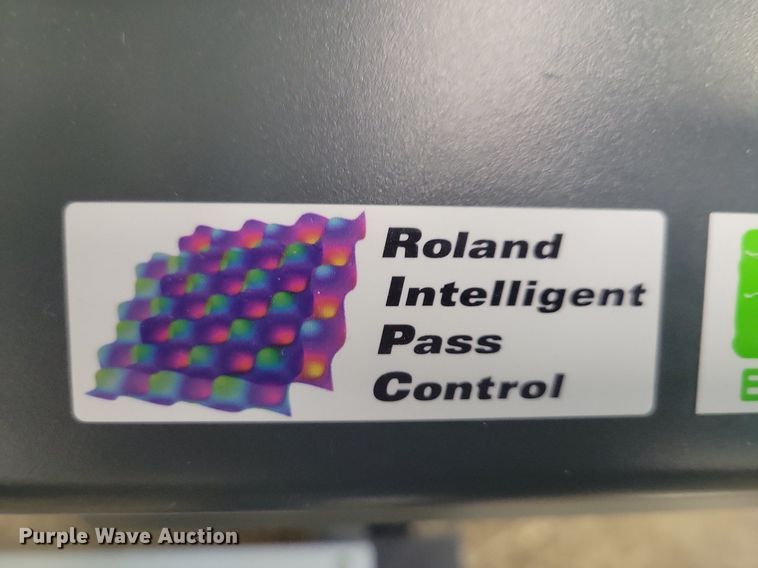 Roland
Intelligent
Pass
Control
E
Purple Wave Auction